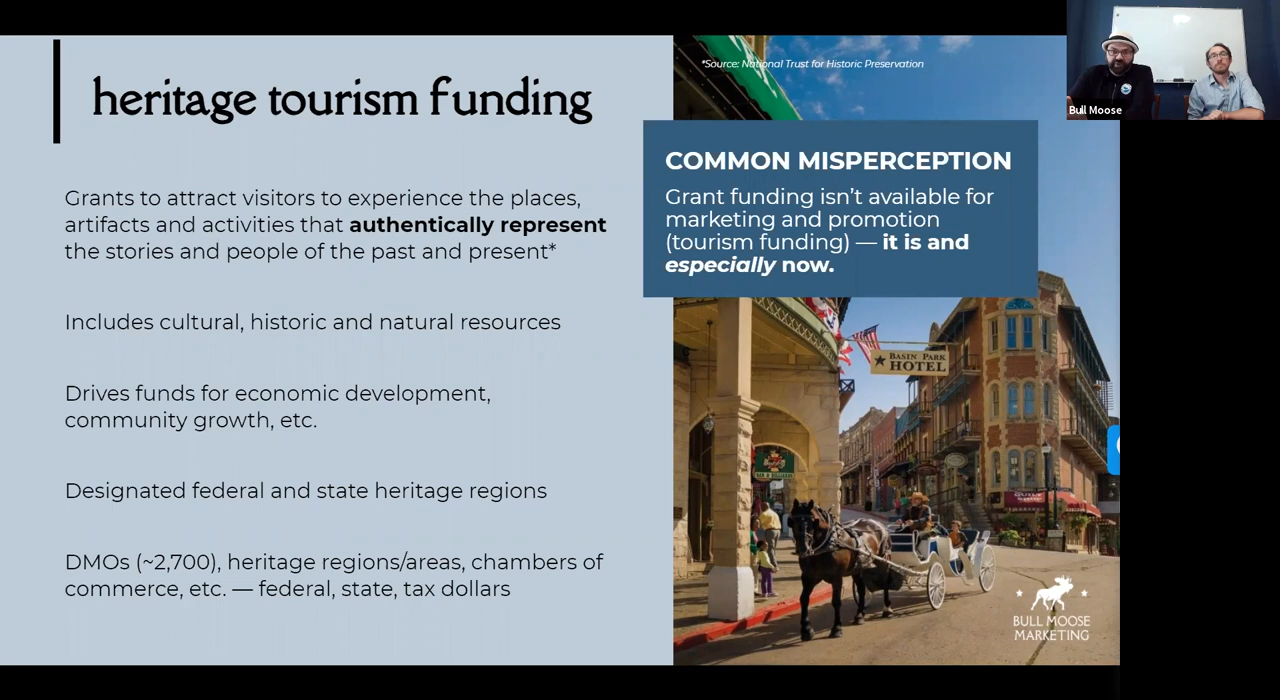 heritage tourism funding
Grants to attract visitors to experience the places,
artifacts and activities that authentically represent
the stories and people of the past and present*
Includes cultural, historic and natural resources
Drives funds for economic development,
community growth, etc.
Designated federal and state heritage regions
DMOs (~2,700), heritage regions/areas, chambers of
commerce, etc. — federal, state, tax dollars
*Source: National Trust for Historic Preservation
COMMON MISPERCEPTION
Grant funding isn’t available for
marketing and promotion
(tourism funding) — it is and
especially now.
BASIN PARK
HOTEL
BULL MOOSE
MARKETING
Bull Moose